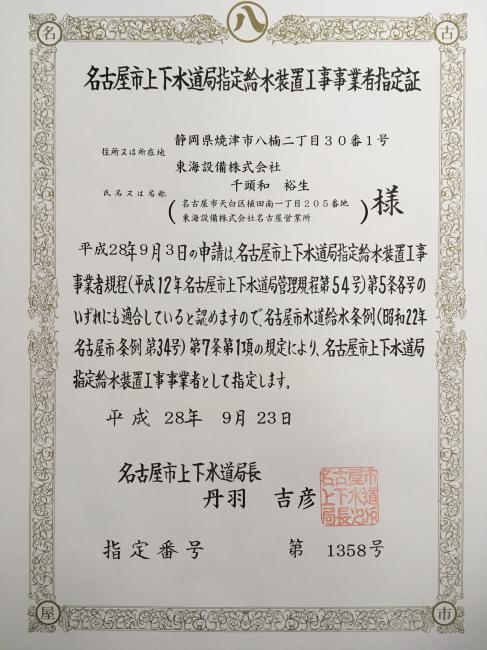 八
名 古
名古屋市上下水道局指定給水装置工事事業者指定証
静岡県焼津市八楠二丁目30番1号
住所又は所在地
東海設備株式会社
千頭和 裕生
氏名又は名称
(名古屋市天白区植田南一丁目205番地
東海設備株式会社名古屋営業所)様
平成28年9月3日の申請は、名古屋市上下水道局指定給水装置工事
事業者規程(平成12年名古屋市上下水道局管理規程第54号)第5条各号の
いずれにも適合していると認めますので、名古屋市水道給水条例(昭和22年
名古屋市条例第34号)第7条第1項の規定により、名古屋市上下水道局
指定給水装置工事事業者として指定します。
平成 28年 9月23日
名古屋市上下水道局長
丹羽 吉彦
名古屋市
上下水道
局長之印
指定番号 第 1358号
屋 市